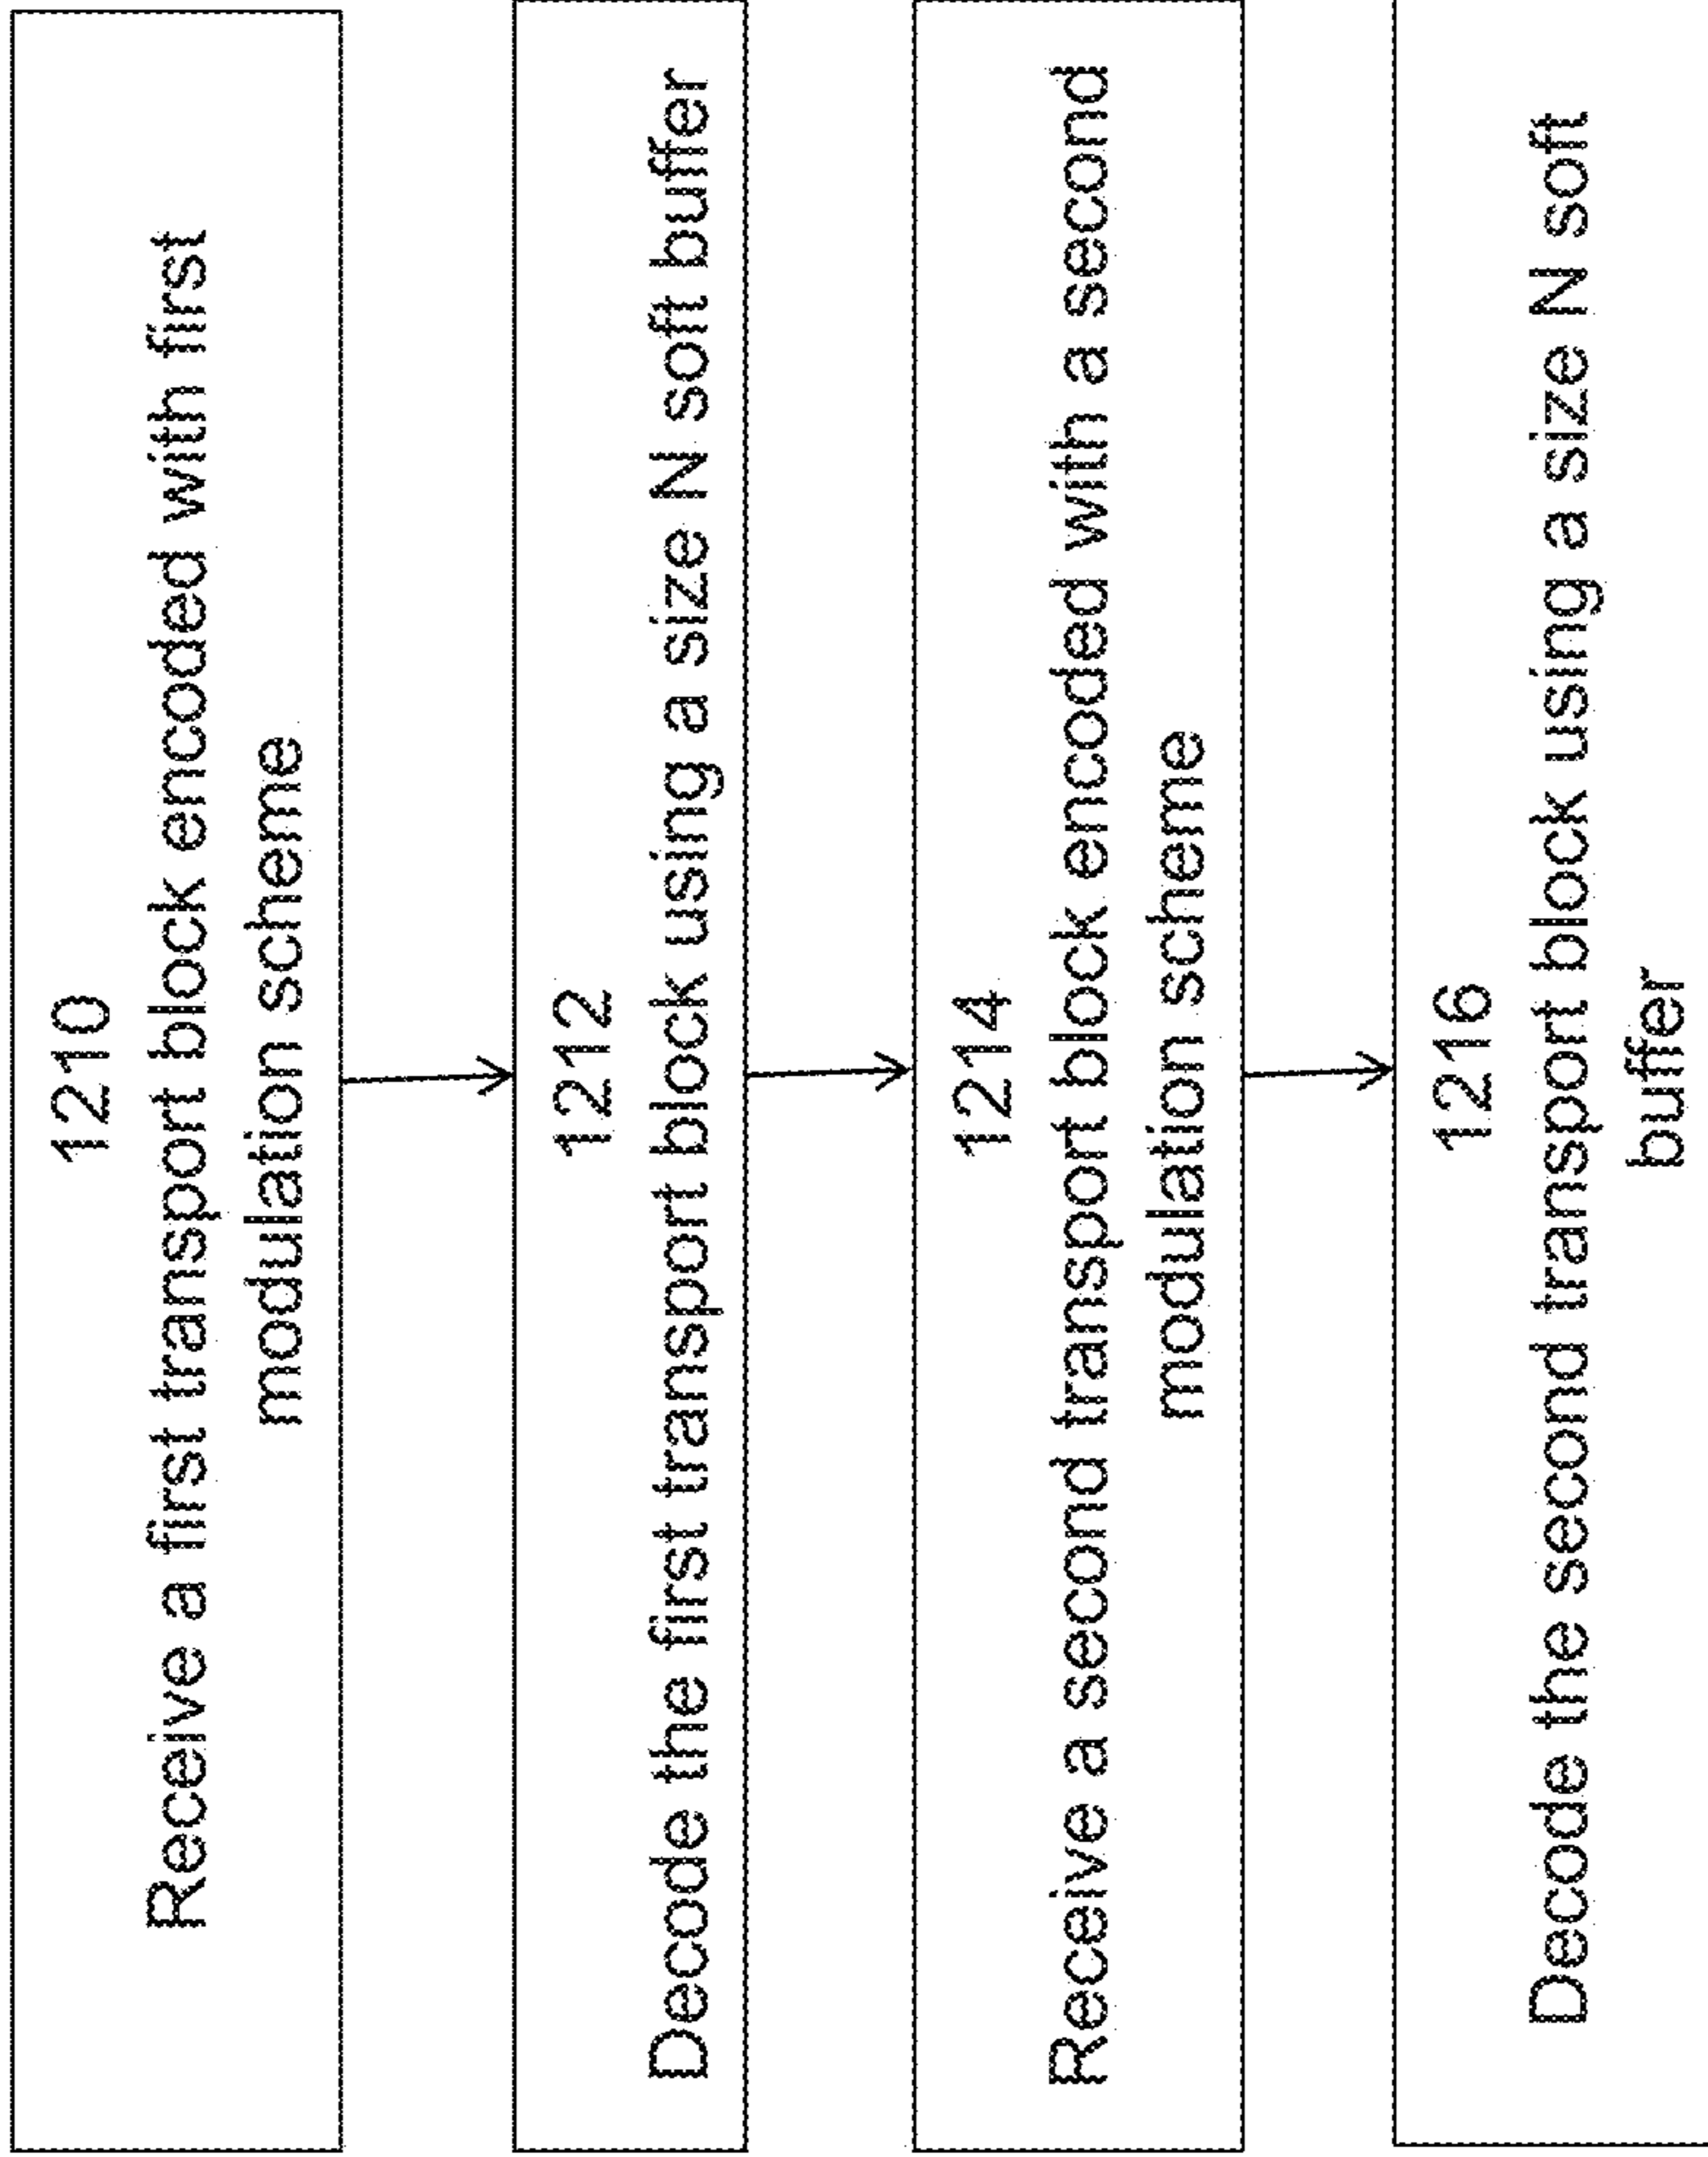 1210
Receive a first transport block encoded with first
modulation scheme
1212
Decode the first transport block using a size N soft buffer
1214
Receive a second transport block encoded with a second
modulation scheme
1216
Decode the second transport block using a size N soft
buffer